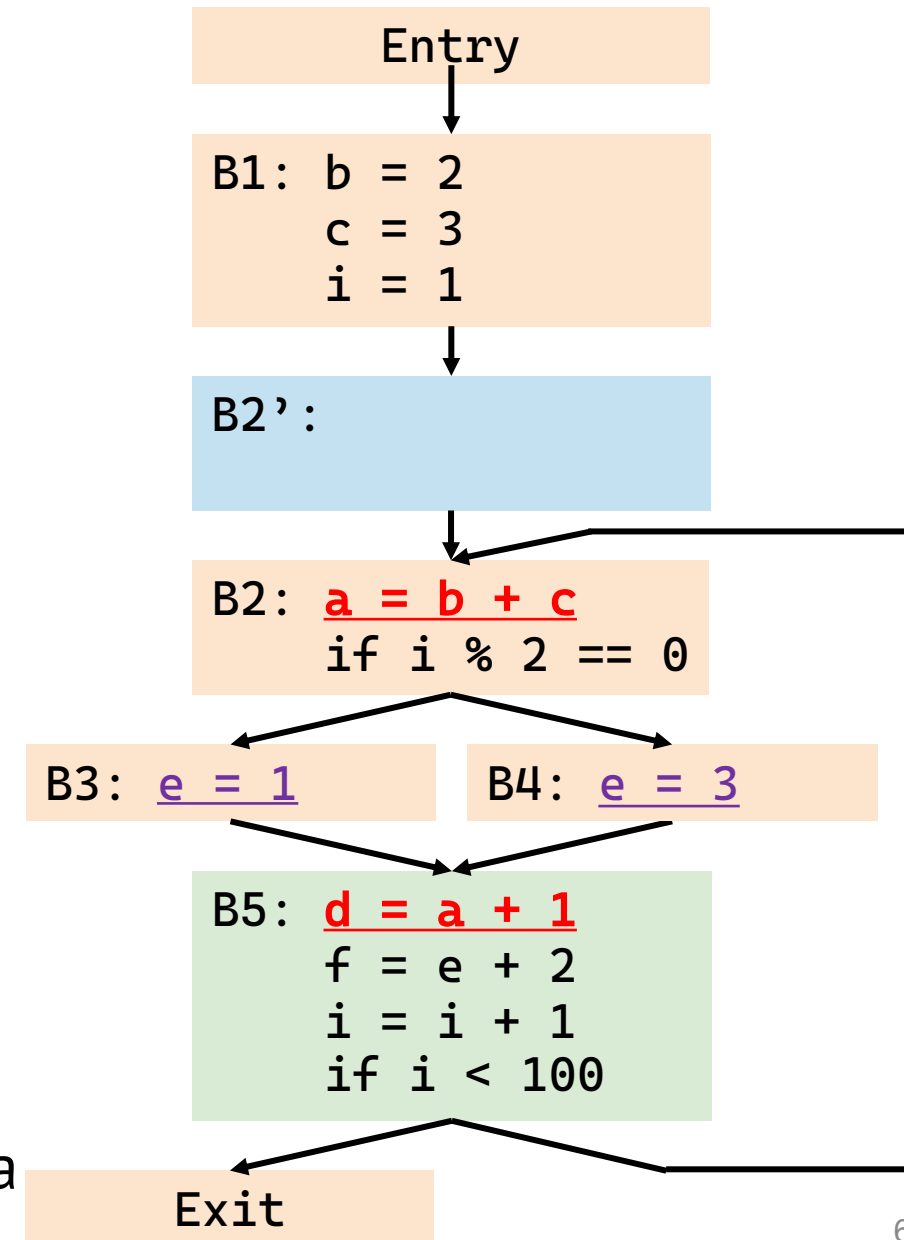 Entry
B1: b = 2
c = 3
i = 1
B2’:
B2: a = b + c
if i % 2 == 0
B3: e = 1
B4: e = 3
B5: d = a + 1
f = e + 2
i = i + 1
if i < 100
a
Exit
6